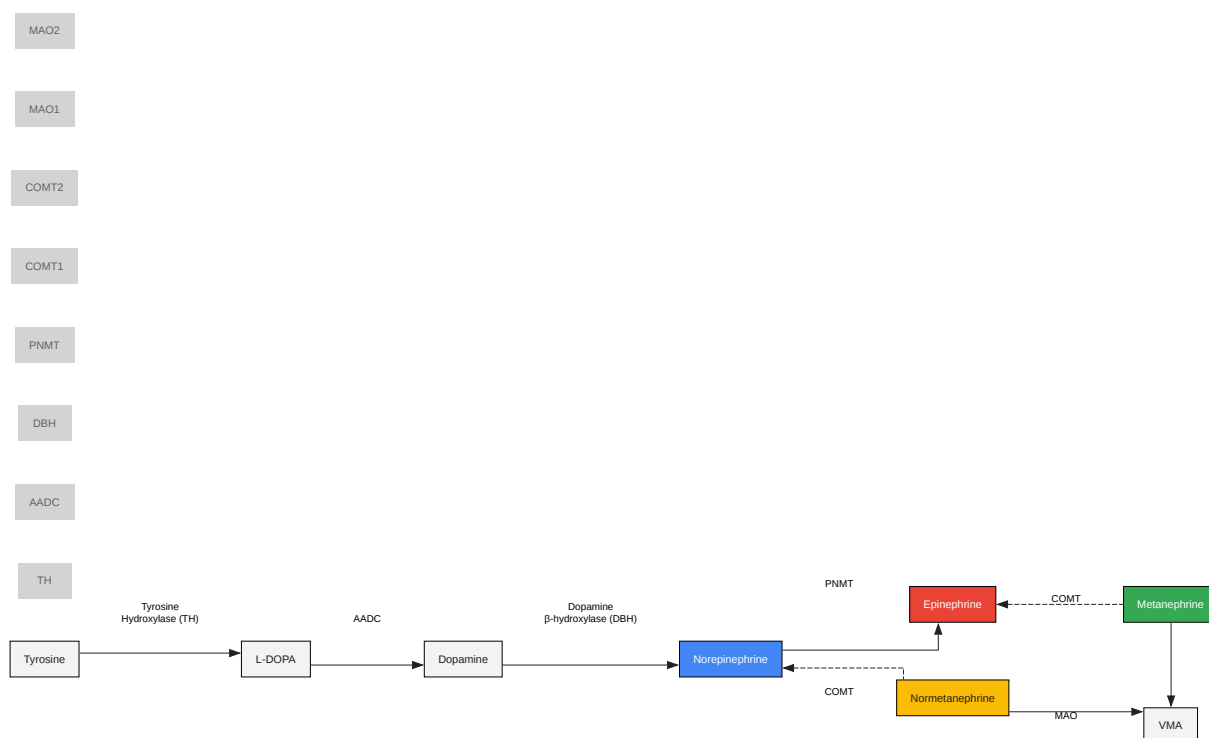 MAO2
MAO1
COMT2
COMT1
PNMT
DBH
AADC
TH
Tyrosine
Hydroxylase (TH)
AADC
Dopamine
β-hydroxylase (DBH)
PNMT
Epinephrine
COMT
Metanephrine
Tyrosine
L-DOPA
Dopamine
Norepinephrine
COMT
Normetanephrine
MAO
VMA